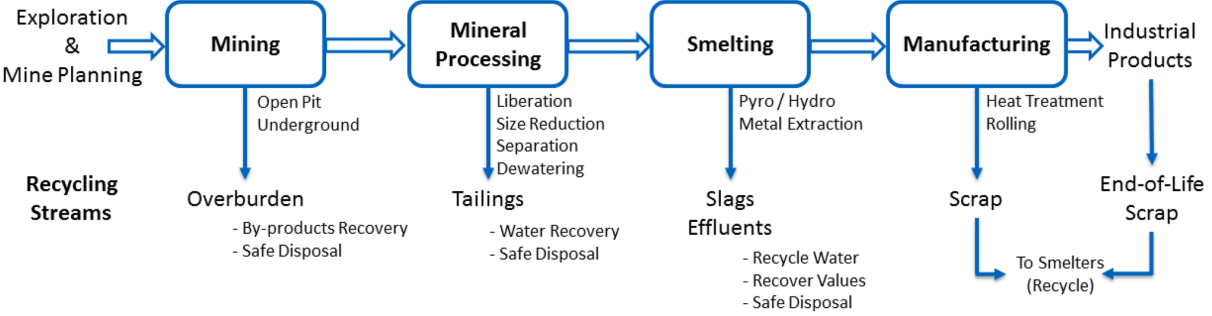 Exploration
&
Mine Planning
Mining
Mineral
Processing
Smelting
Manufacturing
Industrial
Products
Open Pit
Underground
Liberation
Size Reduction
Separation
Dewatering
Pyro / Hydro
Metal Extraction
Heat Treatment
Rolling
Recycling
Streams
Overburden
- By-products Recovery
- Safe Disposal
Tailings
- Water Recovery
- Safe Disposal
Slags
Effluents
- Recycle Water
- Recover Values
- Safe Disposal
Scrap
End-of-Life
Scrap
To Smelters
(Recycle)